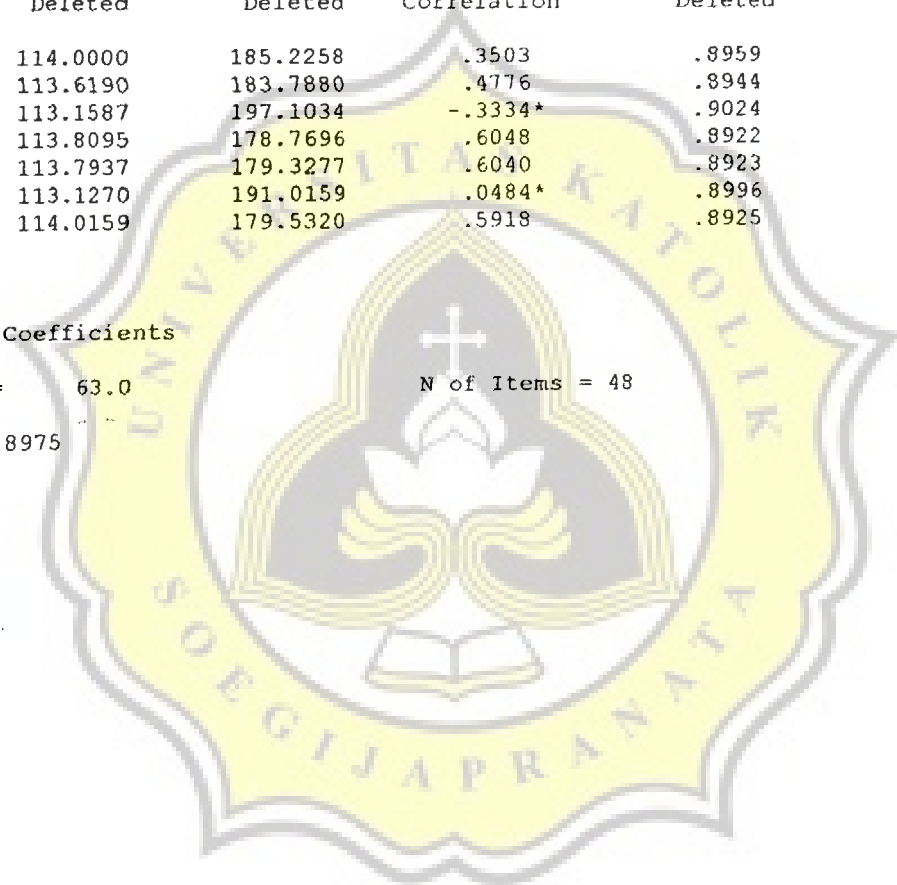 Deleted Deleted Correlation Deleted
114.0000 185.2258 .3503 .8959
113.6190 183.7880 .4776 .8944
113.1587 197.1034 -.3334* .9024
113.8095 178.7696 .6048 .8922
113.7937 179.3277 .6040 .8923
113.1270 191.0159 .0484* .8996
114.0159 179.5320 .5918 .8925
Coefficients
= 63.0 N of Items = 48
8975
UNIVERSITAS KATOLIK
SOEGIJAPRANATA